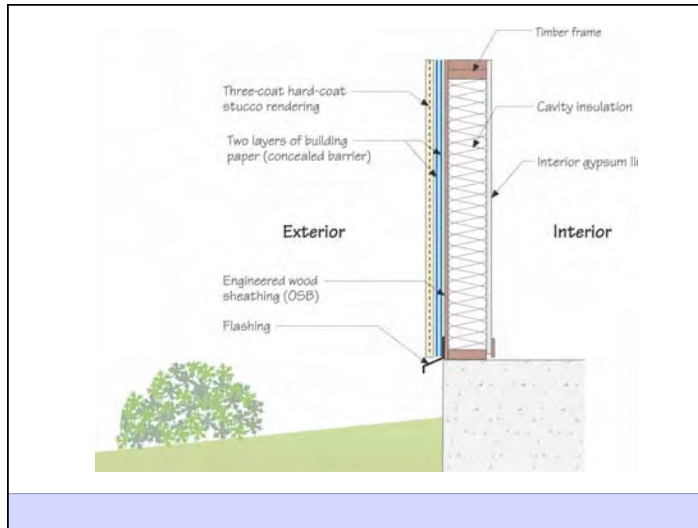 Timber frame
Three-coat hard-coat
stucco rendering
Cavity insulation
Two layers of building
paper (concealed barrier)
Interior gypsum li
Exterior
Interior
Engineered wood
sheathing (OSB)
Flashing